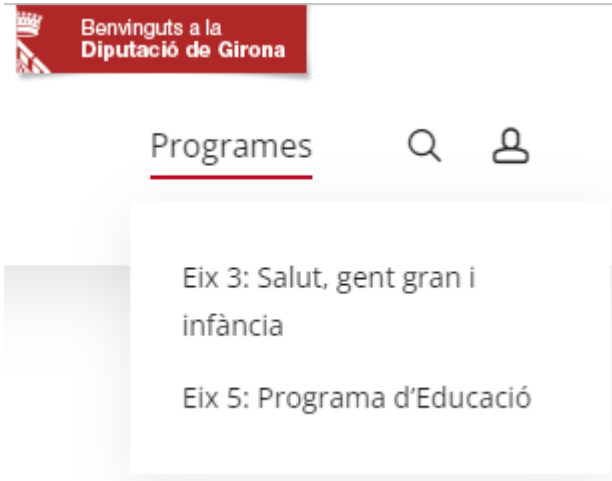 Benvinguts a la
Diputació de Girona
Programes
Eix 3: Salut, gent gran i
infància
Eix 5: Programa d’Educació